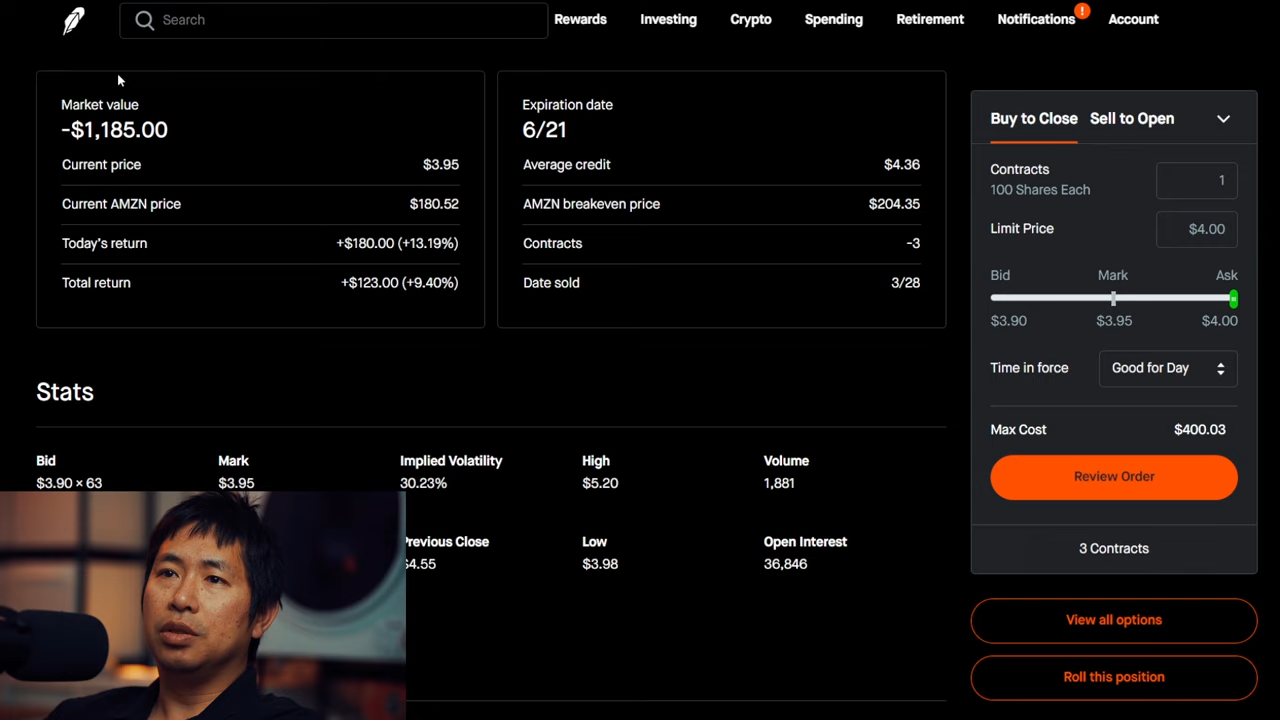 Search
Rewards Investing Crypto Spending Retirement Notifications ! Account
Market value
-$1,185.00
Current price $3.95
Current AMZN price $180.52
Today's return +$180.00 (+13.19%)
Total return +$123.00 (+9.40%)
Expiration date
6/21
Average credit $4.36
AMZN breakeven price $204.35
Contracts -3
Date sold 3/28
Buy to Close Sell to Open
Contracts 1
100 Shares Each
Limit Price $4.00
Bid Mark Ask
$3.90 $3.95 $4.00
Time in force Good for Day
Max Cost $400.03
Review Order
3 Contracts
View all options
Roll this position
Stats
Bid Mark Implied Volatility High Volume
$3.90 × 63 $3.95 30.23% $5.20 1,881
Previous Close Low Open Interest
$4.55 $3.98 36,846